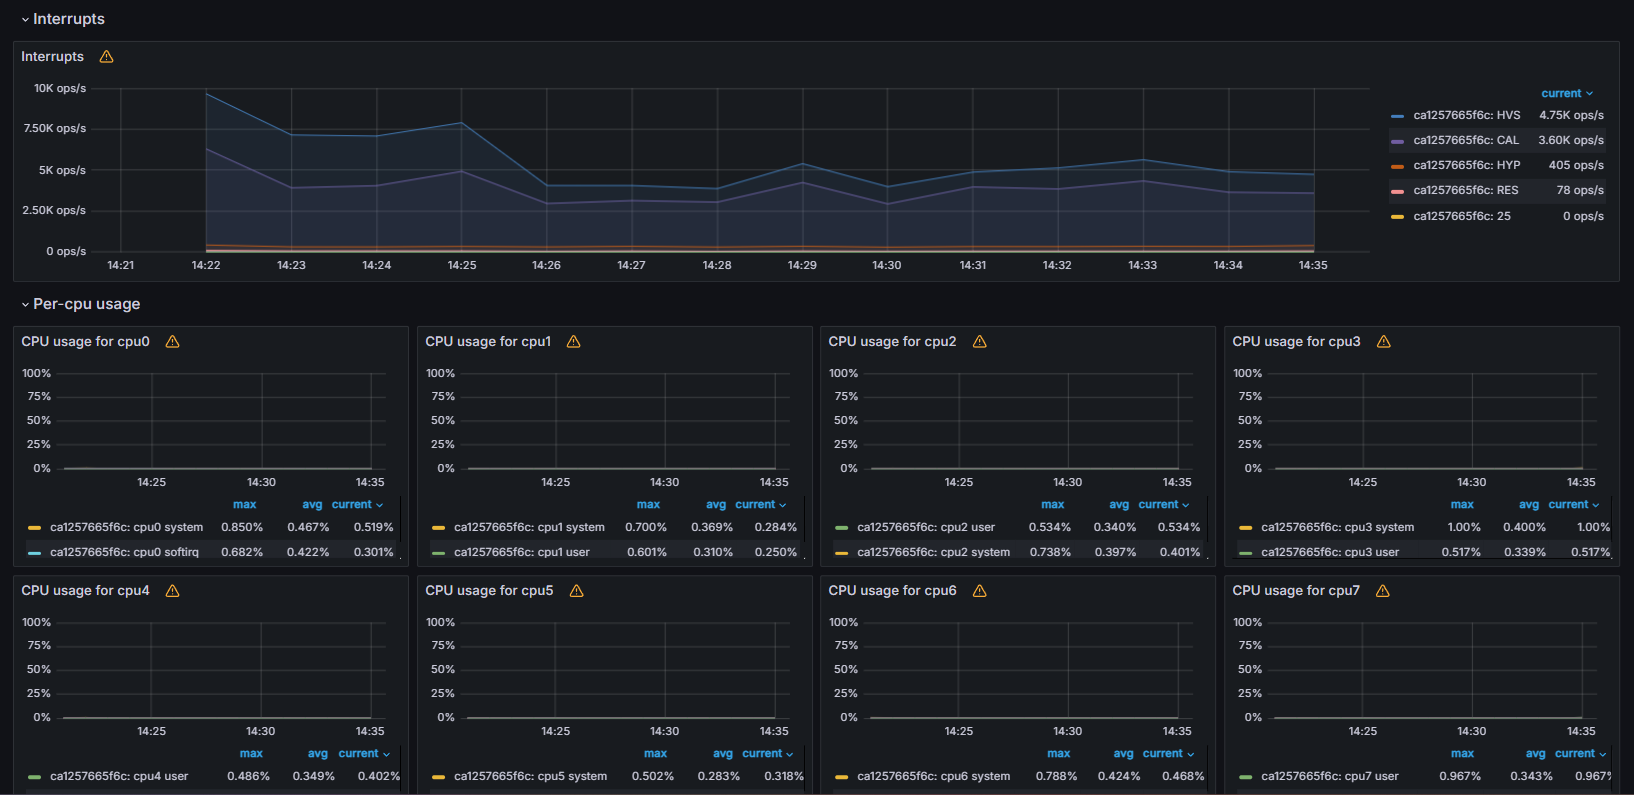 Interrupts
Interrupts
10K ops/s
7.50K ops/s
5K ops/s
2.50K ops/s
0 ops/s
14:21 14:22 14:23 14:24 14:25 14:26 14:27 14:28 14:29 14:30 14:31 14:32 14:33 14:34 14:35
current
ca1257665f6c: HVS 4.75K ops/s
ca1257665f6c: CAL 3.60K ops/s
ca1257665f6c: HYP 405 ops/s
ca1257665f6c: RES 78 ops/s
ca1257665f6c: 25 0 ops/s
Per-cpu usage
CPU usage for cpu0
100%
75%
50%
25%
0%
14:25 14:30 14:35
max avg current
ca1257665f6c: cpu0 system 0.850% 0.467% 0.519%
ca1257665f6c: cpu0 softirq 0.682% 0.422% 0.301%
CPU usage for cpu1
100%
75%
50%
25%
0%
14:25 14:30 14:35
max avg current
ca1257665f6c: cpu1 system 0.700% 0.369% 0.284%
ca1257665f6c: cpu1 user 0.601% 0.310% 0.250%
CPU usage for cpu2
100%
75%
50%
25%
0%
14:25 14:30 14:35
max avg current
ca1257665f6c: cpu2 user 0.534% 0.340% 0.534%
ca1257665f6c: cpu2 system 0.738% 0.397% 0.401%
CPU usage for cpu3
100%
75%
50%
25%
0%
14:25 14:30 14:35
max avg current
ca1257665f6c: cpu3 system 1.00% 0.400% 1.00%
ca1257665f6c: cpu3 user 0.517% 0.339% 0.517%
CPU usage for cpu4
100%
75%
50%
25%
0%
14:25 14:30 14:35
max avg current
ca1257665f6c: cpu4 user 0.486% 0.349% 0.402%
CPU usage for cpu5
100%
75%
50%
25%
0%
14:25 14:30 14:35
max avg current
ca1257665f6c: cpu5 system 0.502% 0.283% 0.318%
CPU usage for cpu6
100%
75%
50%
25%
0%
14:25 14:30 14:35
max avg current
ca1257665f6c: cpu6 system 0.788% 0.424% 0.468%
CPU usage for cpu7
100%
75%
50%
25%
0%
14:25 14:30 14:35
max avg current
ca1257665f6c: cpu7 user 0.967% 0.343% 0.967%